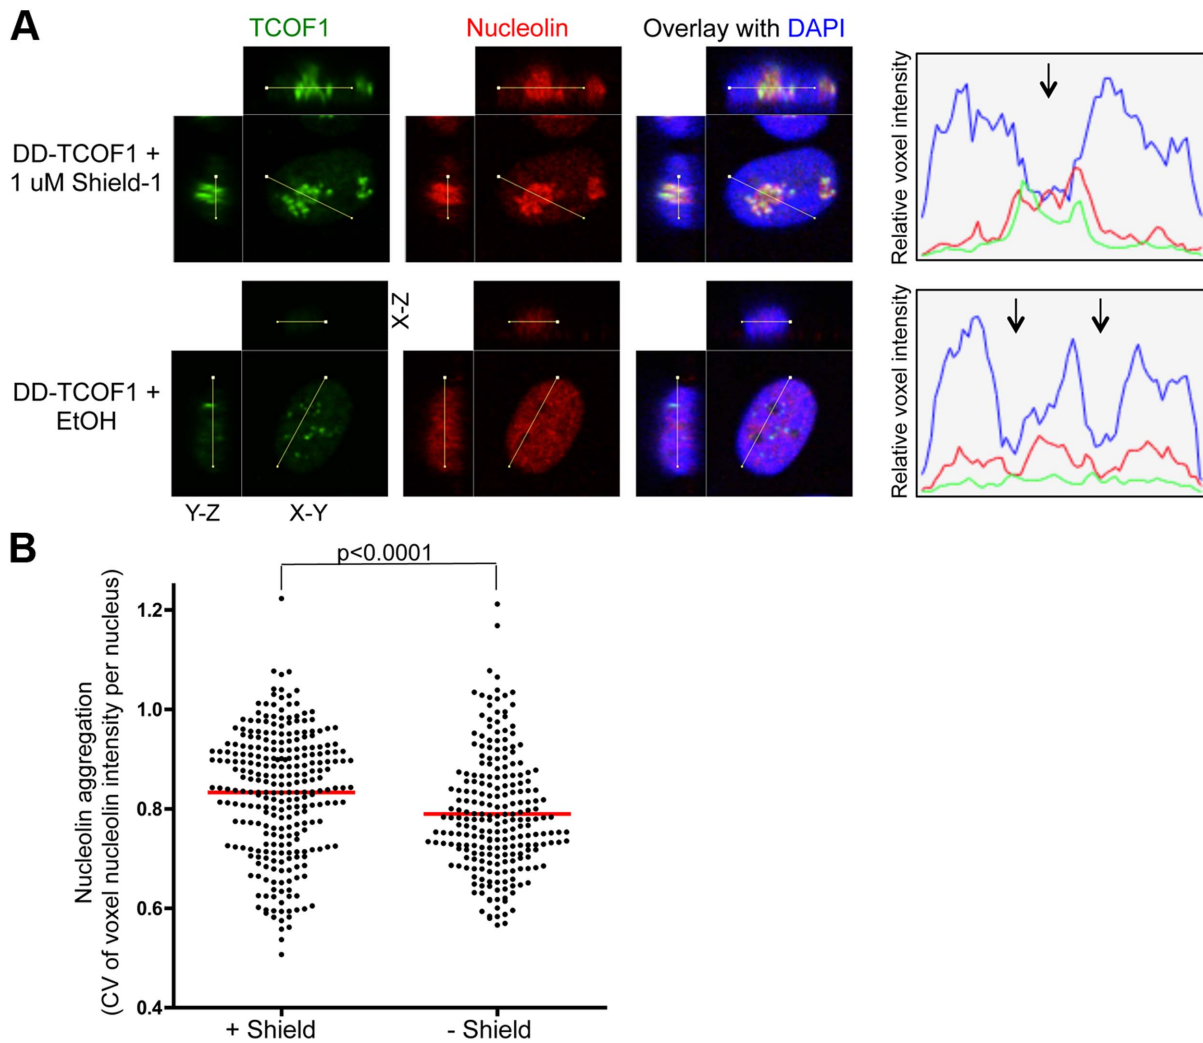 A
TCOF1
Nucleolin
Overlay with DAPI
DD-TCOF1 +
1 uM Shield-1
Relative voxel intensity
X-Z
DD-TCOF1 +
EtOH
Relative voxel intensity
Y-Z
X-Y
B
p<0.0001
Nucleolin aggregation
(CV of voxel nucleolin intensity per nucleus)
1.2
1.0
0.8
0.6
0.4
+ Shield
- Shield